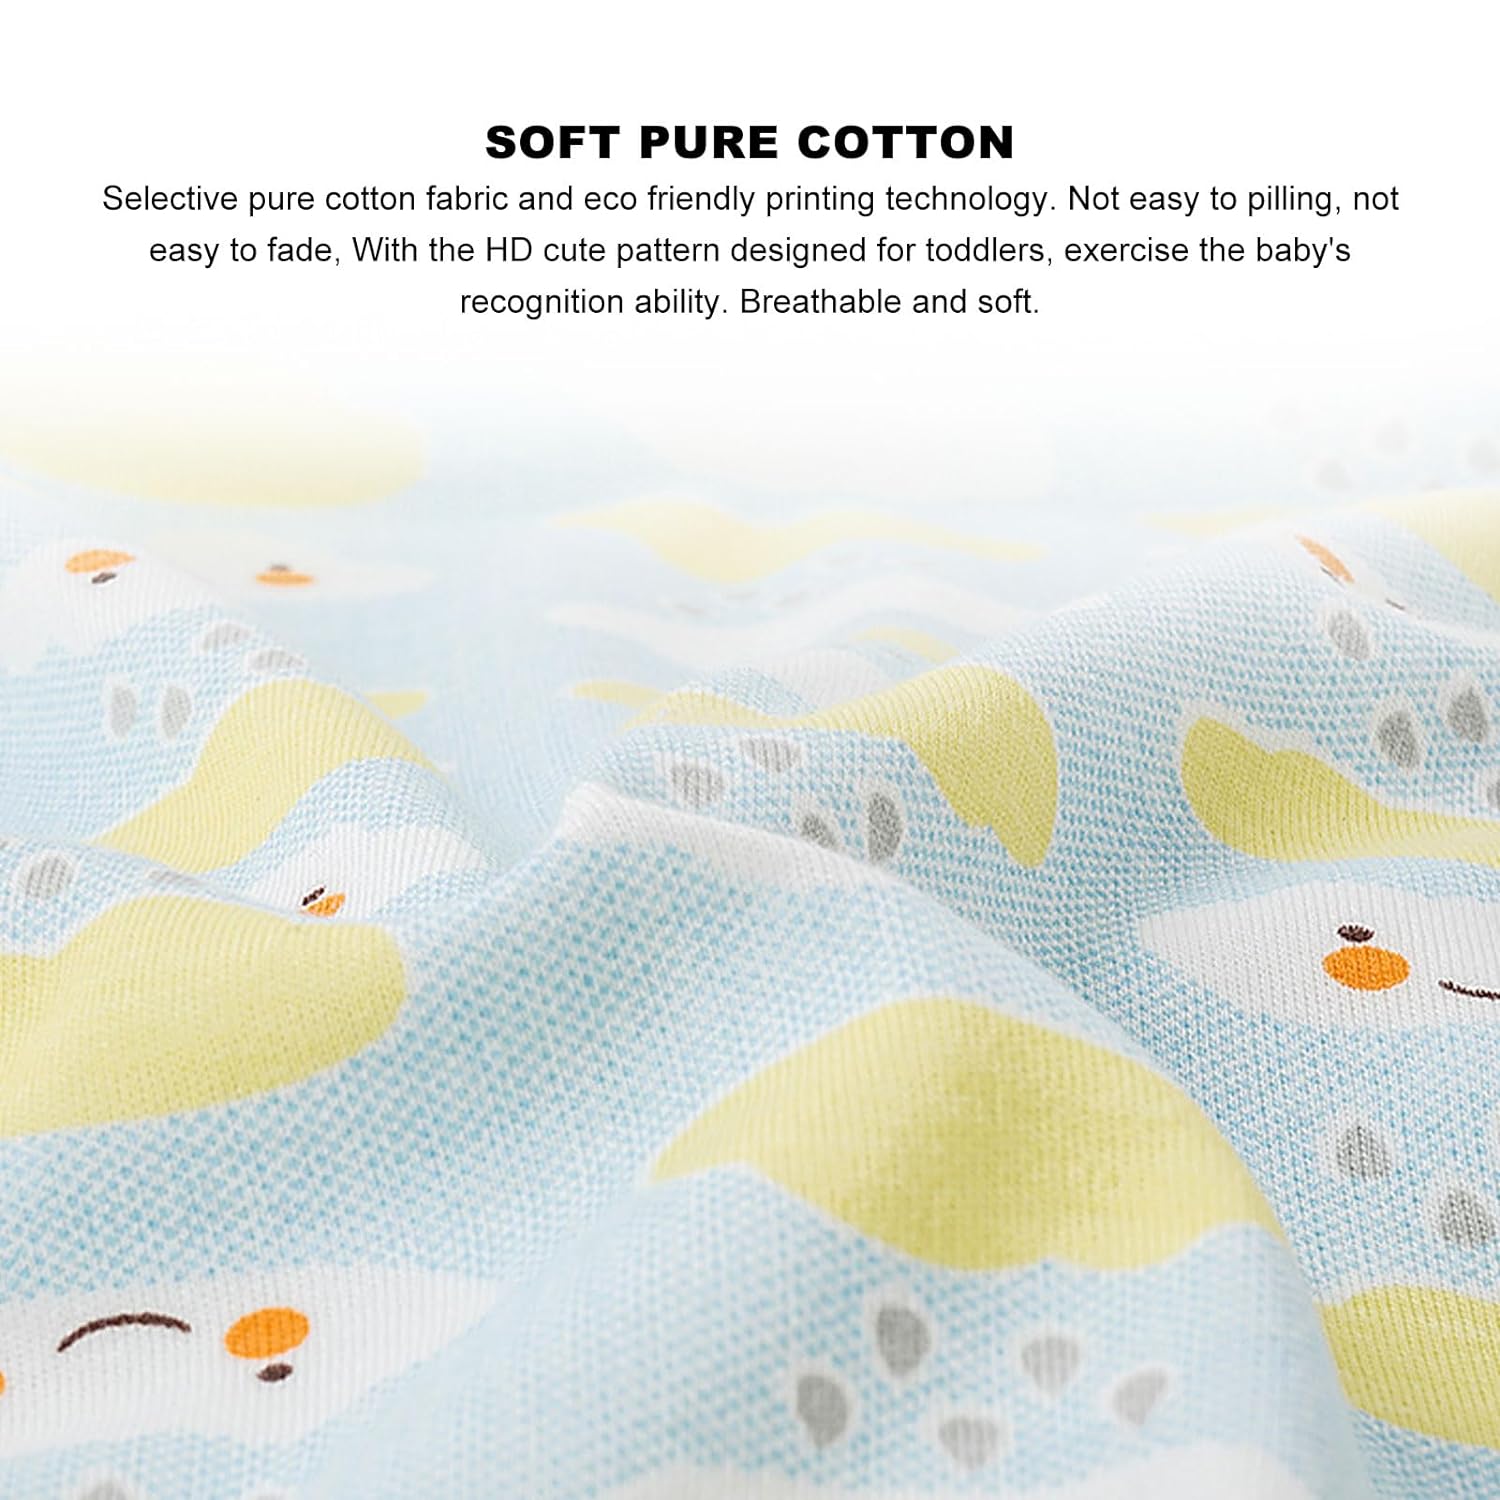 SOFT PURE COTTON
Selective pure cotton fabric and eco friendly printing technology. Not easy to pilling, not
easy to fade, With the HD cute pattern designed for toddlers, exercise the baby's
recognition ability. Breathable and soft.